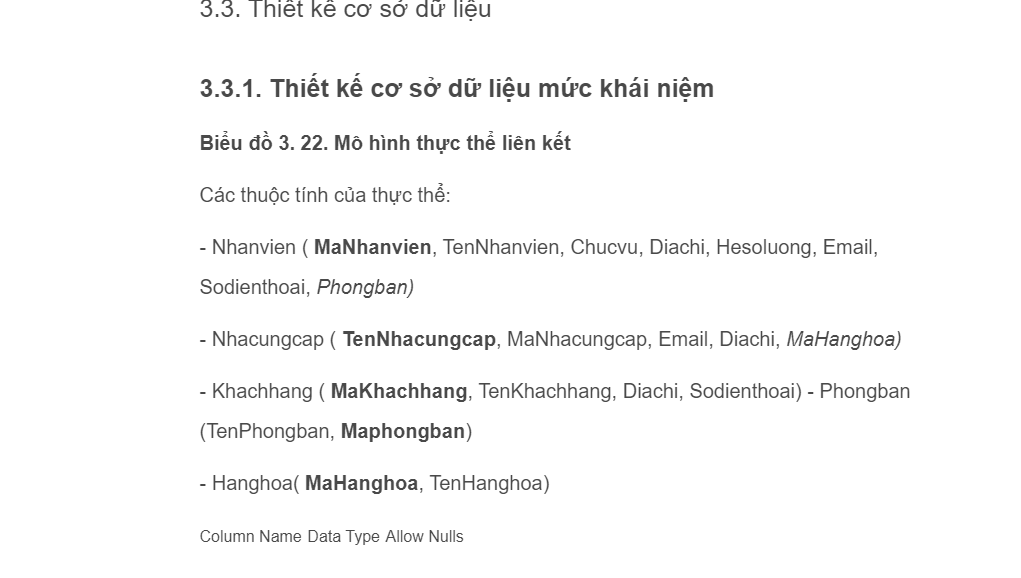 3.3. Thiết kế cơ sở dữ liệu
3.3.1. Thiết kế cơ sở dữ liệu mức khái niệm
Biểu đồ 3. 22. Mô hình thực thể liên kết
Các thuộc tính của thực thể:
- Nhanvien ( MaNhanvien, TenNhanvien, Chucvu, Diachi, Hesoluong, Email,
Sodienthoai, Phongban)
- Nhacungcap ( TenNhacungcap, MaNhacungcap, Email, Diachi, MaHanghoa)
- Khachhang ( MaKhachhang, TenKhachhang, Diachi, Sodienthoai) - Phongban
(TenPhongban, Maphongban)
- Hanghoa( MaHanghoa, TenHanghoa)
Column Name Data Type Allow Nulls